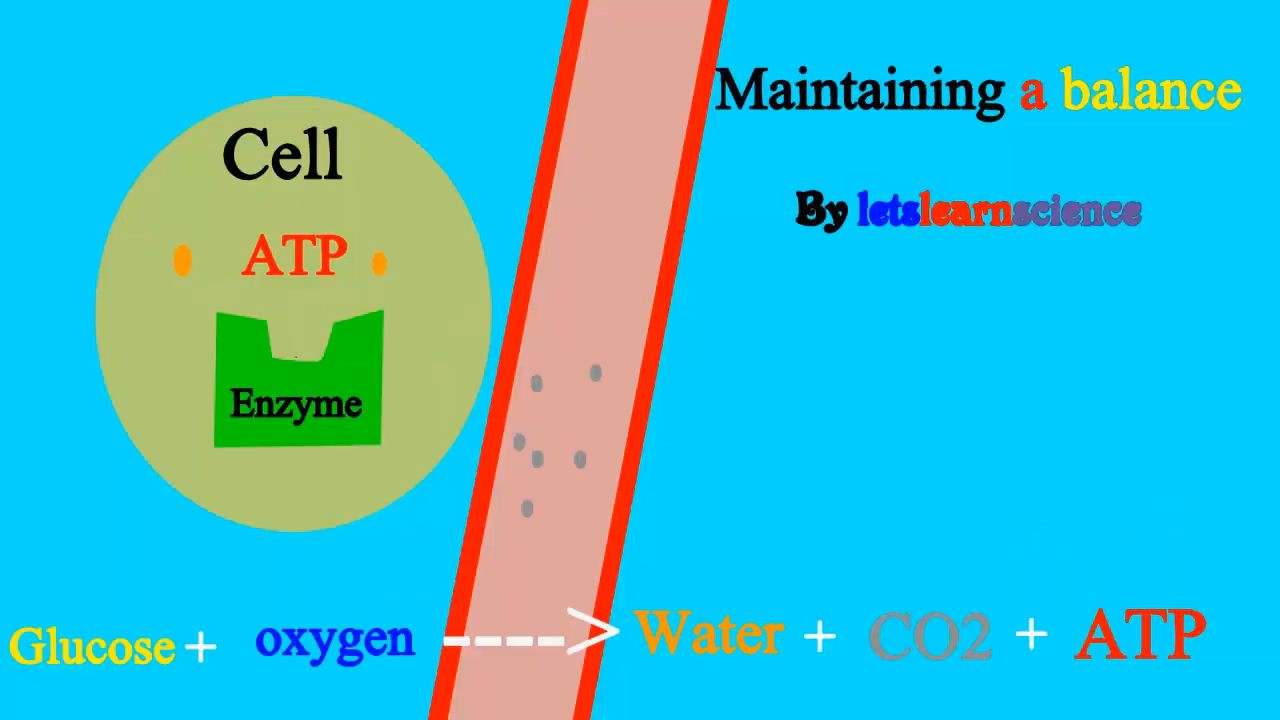 Maintaining a balance
By letslearnscience
Cell
ATP
Enzyme
Glucose + oxygen ----> Water + CO2 + ATP